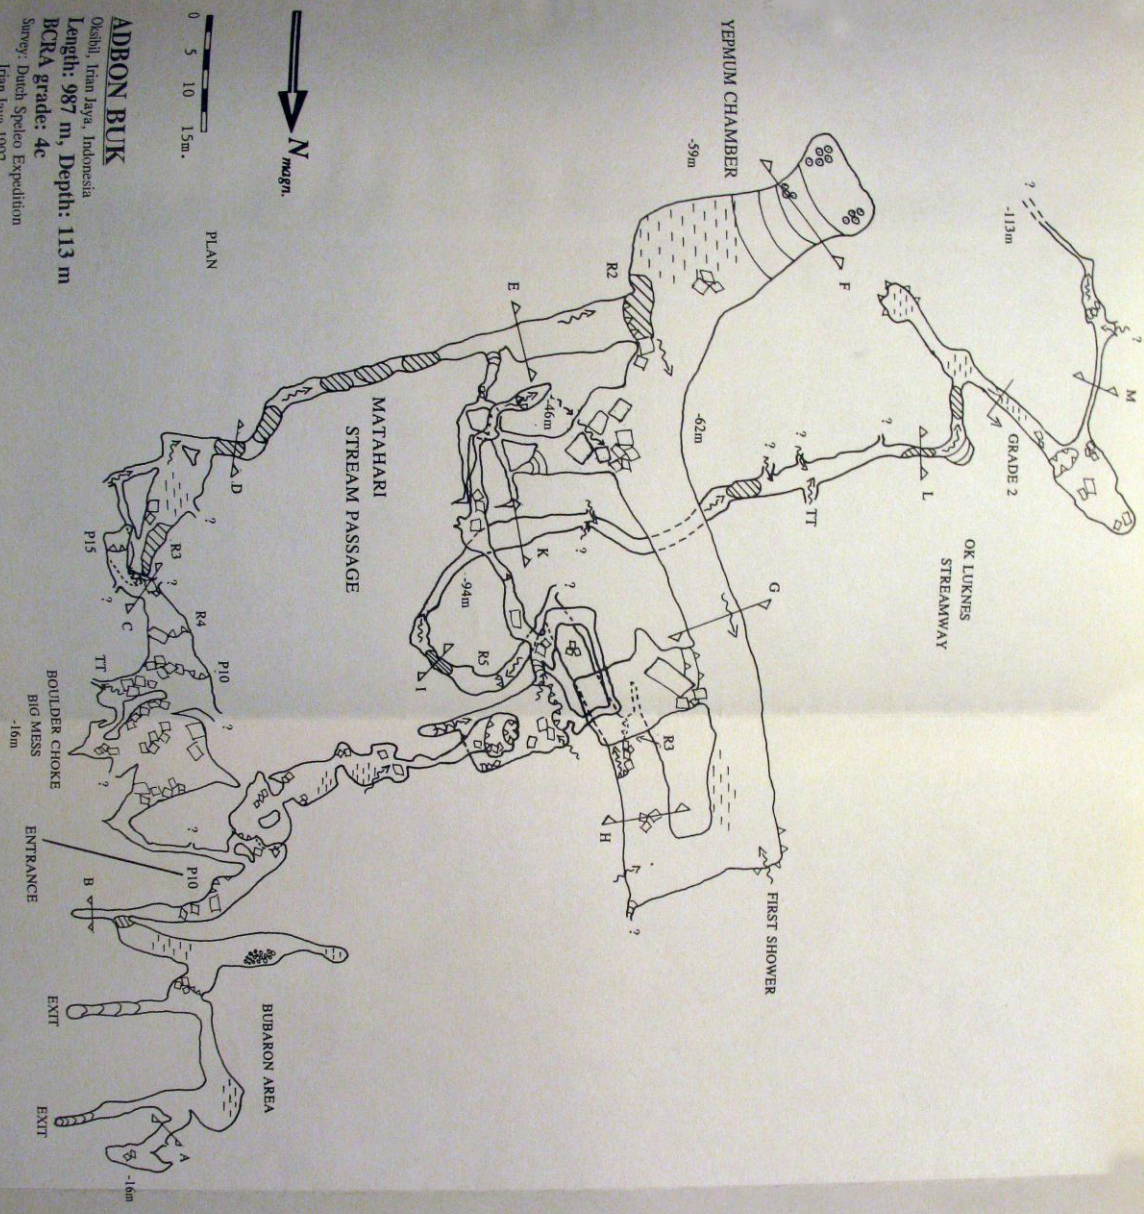 ADBON BUK
Oksibil, Irian Jaya, Indonesia
Length: 987 m, Depth: 113 m
BCRA grade: 4c
Survey: Dutch Speleo Expedition
Irian Jaya 1992
0 5 10 15m.
N magn.
PLAN
YEPMUM CHAMBER
-59m
F
R2
E
-113m
?
S
?
M
GRADE 2
L
?
OK LUKNES
STREAMWAY
?
?
TT
-62m
-46m
MATAHARI
STREAM PASSAGE
D
?
R3
P15
?
?
C
R4
P10
?
TT
BOULDER CHOKE
BIG MESS
-16m
?
K
?
-94m
R5
I
?
G
R3
H
FIRST SHOWER
?
?
P10
ENTRANCE
B
EXIT
BUBARON AREA
EXIT
A
-16m